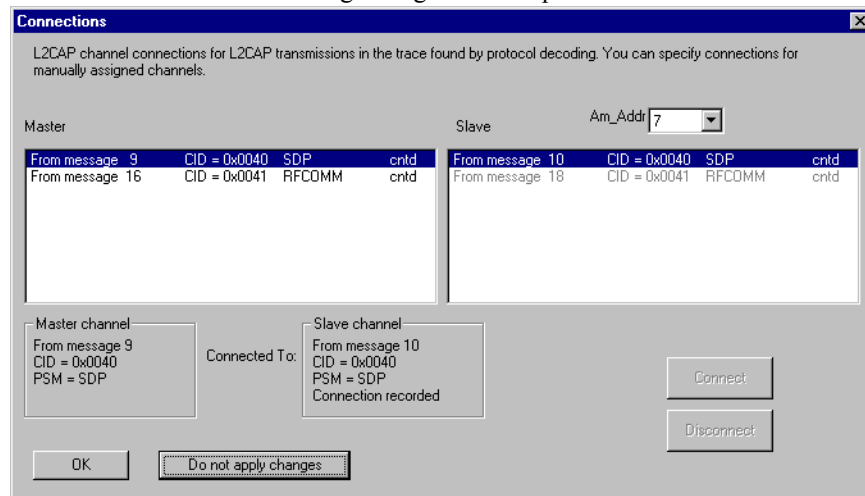 Connections
L2CAP channel connections for L2CAP transmissions in the trace found by protocol decoding. You can specify connections for
manually assigned channels.
Master
Slave
Am_Addr 7
From message 9 CID = 0x0040 SDP cntd
From message 16 CID = 0x0041 RFCOMM cntd
From message 10 CID = 0x0040 SDP cntd
From message 18 CID = 0x0041 RFCOMM cntd
Master channel
From message 9
CID = 0x0040
PSM = SDP
Connected To:
Slave channel
From message 10
CID = 0x0040
PSM = SDP
Connection recorded
Connect
Disconnect
OK
Do not apply changes